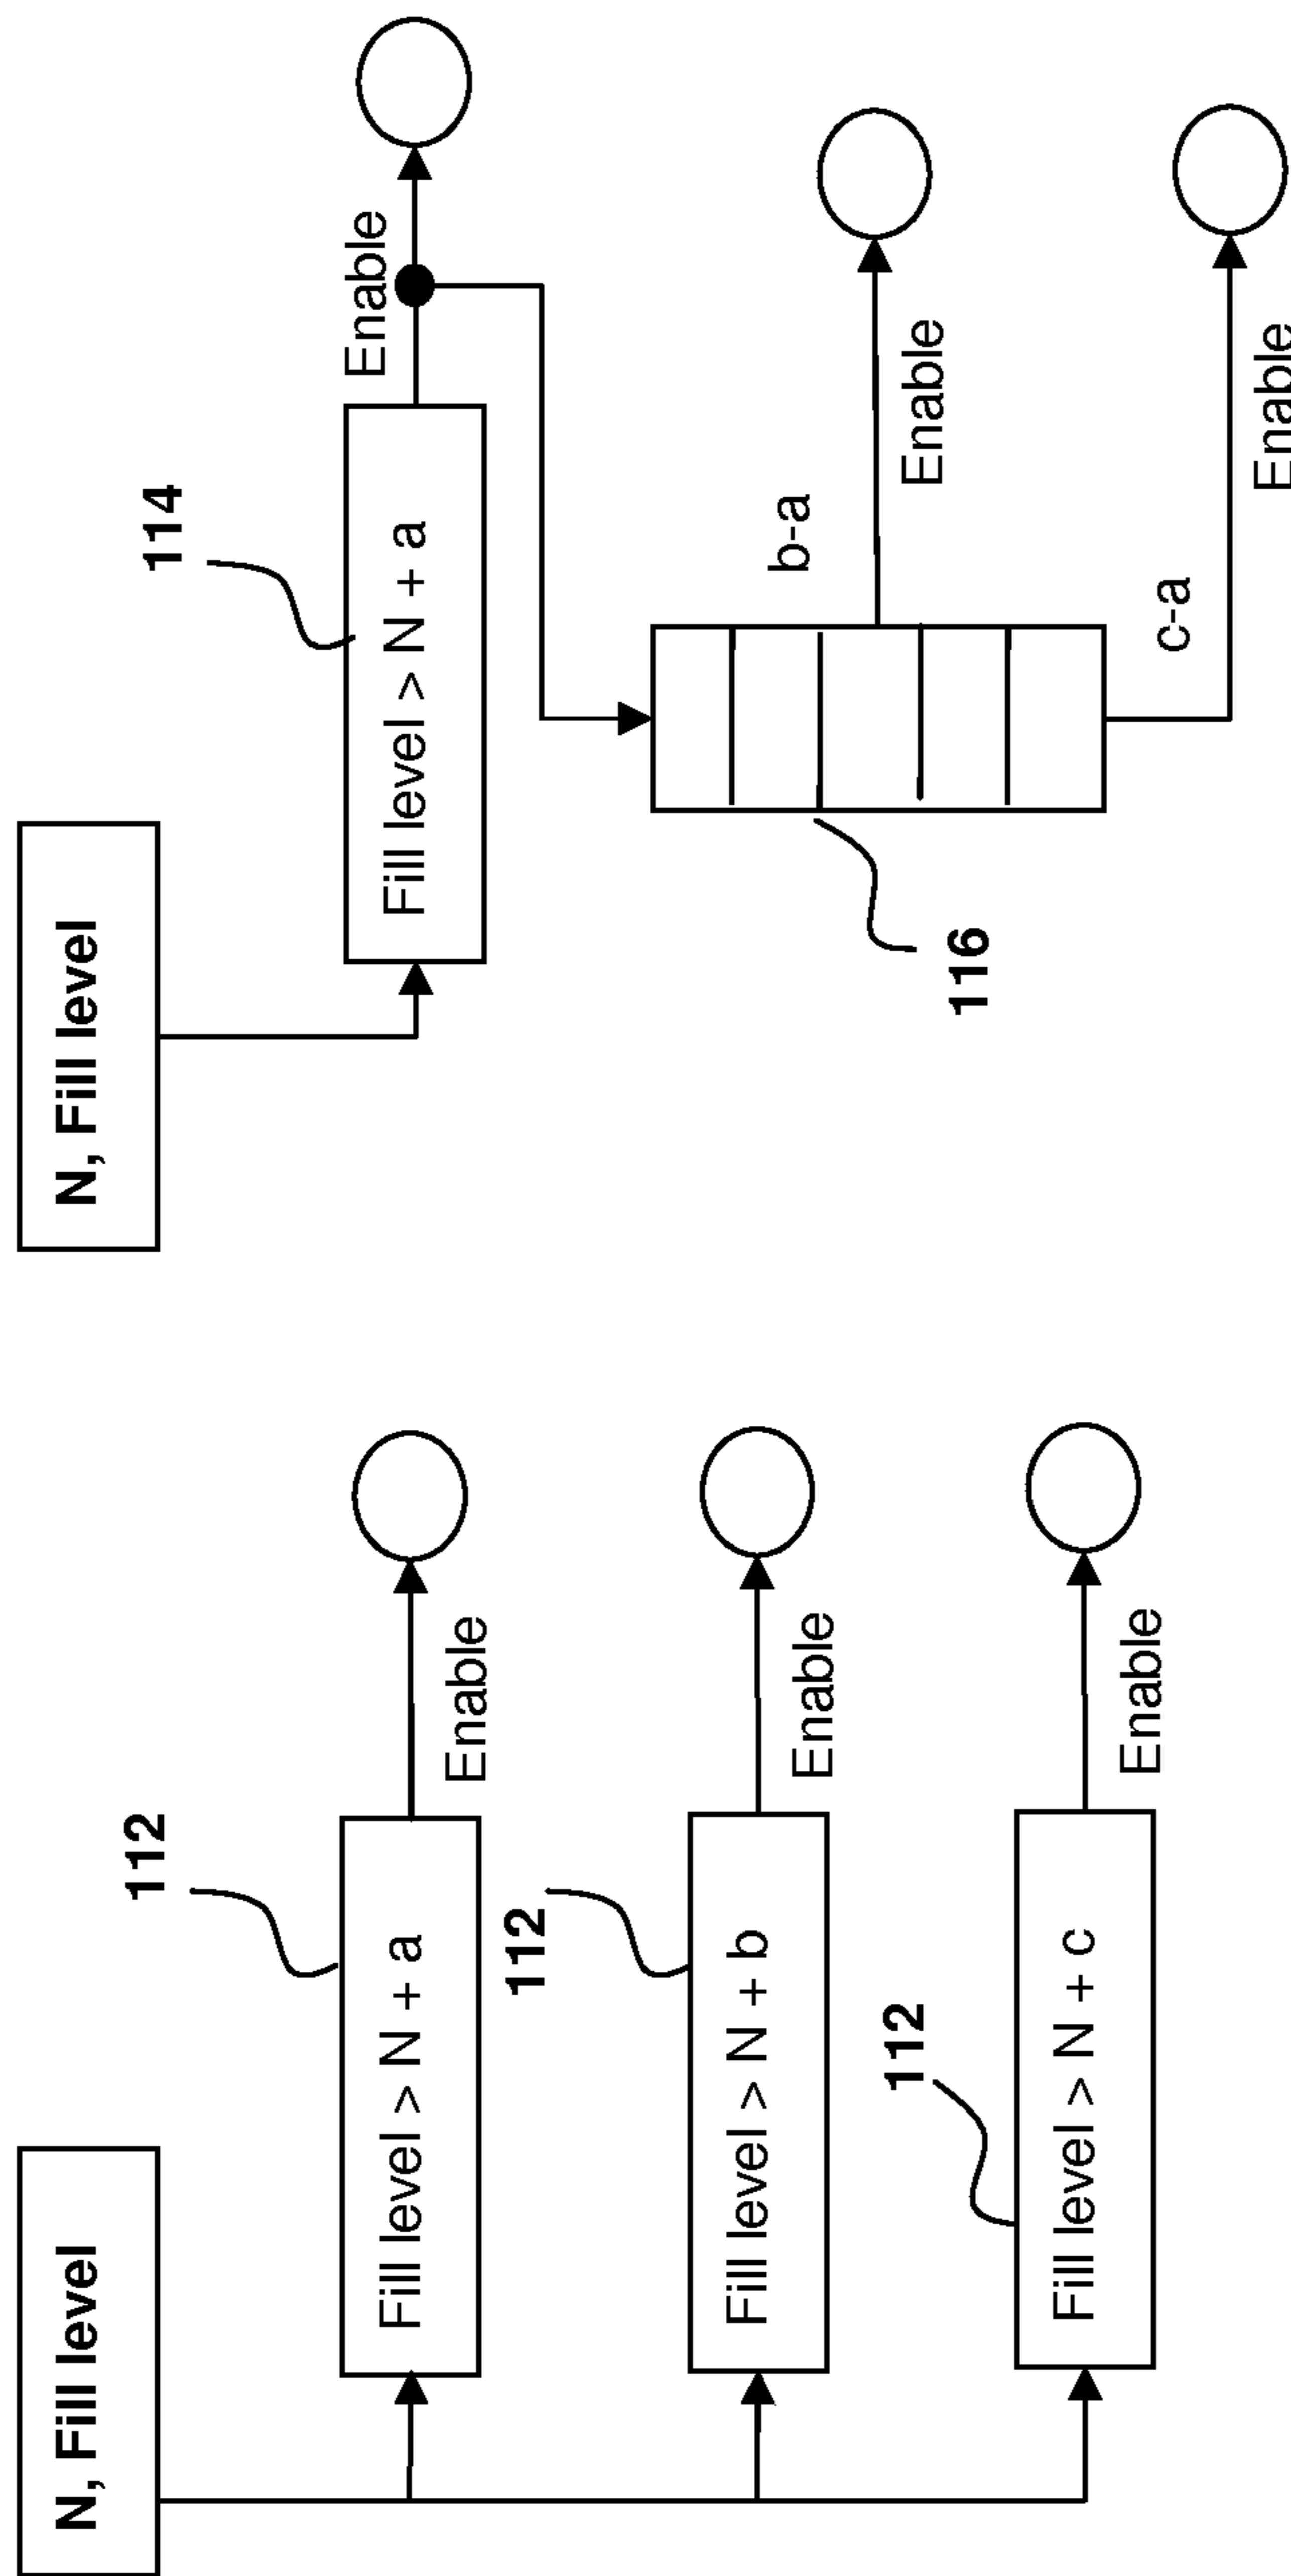 N, Fill level
112
Fill level > N + a
Enable
112
Fill level > N + b
Enable
112
Fill level > N + c
Enable
N, Fill level
114
Fill level > N + a
Enable
116
b-a
Enable
c-a
Enable